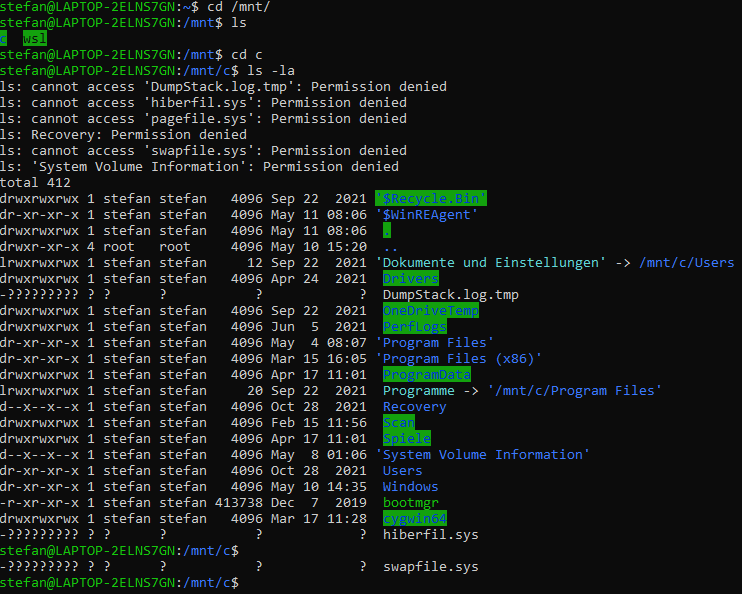 stefan@LAPTOP-2ELNS7GN:~$ cd /mnt/
stefan@LAPTOP-2ELNS7GN:/mnt$ ls
c  wsl
stefan@LAPTOP-2ELNS7GN:/mnt$ cd c
stefan@LAPTOP-2ELNS7GN:/mnt/c$ ls -la
ls: cannot access 'DumpStack.log.tmp': Permission denied
ls: cannot access 'hiberfil.sys': Permission denied
ls: cannot access 'pagefile.sys': Permission denied
ls: Recovery: Permission denied
ls: cannot access 'swapfile.sys': Permission denied
ls: 'System Volume Information': Permission denied
total 412
drwxrwxrwx 1 stefan stefan   4096 Sep 22  2021 '$Recycle.Bin'
dr-xr-xr-x 1 stefan stefan   4096 May 11 08:06 '$WinREAgent'
drwxrwxrwx 1 stefan stefan   4096 May 11 08:06  .
drwxr-xr-x 4 root   root     4096 May 10 15:20  ..
lrwxrwxrwx 1 stefan stefan     12 Sep 22  2021 'Dokumente und Einstellungen' -> /mnt/c/Users
drwxrwxrwx 1 stefan stefan   4096 Apr 24  2021  Drivers
-????????? ? ?      ?           ?            ?  DumpStack.log.tmp
drwxrwxrwx 1 stefan stefan   4096 Sep 22  2021  OneDriveTemp
drwxrwxrwx 1 stefan stefan   4096 Jun  5  2021  PerfLogs
dr-xr-xr-x 1 stefan stefan   4096 May  4 08:07 'Program Files'
dr-xr-xr-x 1 stefan stefan   4096 Mar 15 16:05 'Program Files (x86)'
drwxrwxrwx 1 stefan stefan   4096 Apr 17 11:01  ProgramData
lrwxrwxrwx 1 stefan stefan     20 Sep 22  2021  Programme -> '/mnt/c/Program Files'
d--x--x--x 1 stefan stefan   4096 Oct 28  2021  Recovery
drwxrwxrwx 1 stefan stefan   4096 Feb 15 11:56  Scan
drwxrwxrwx 1 stefan stefan   4096 Apr 17 11:01  Spiele
d--x--x--x 1 stefan stefan   4096 May  8 01:06 'System Volume Information'
dr-xr-xr-x 1 stefan stefan   4096 Oct 28  2021  Users
dr-xr-xr-x 1 stefan stefan   4096 May 10 14:35  Windows
-r-xr-xr-x 1 stefan stefan 413738 Dec  7  2019  bootmgr
drwxrwxrwx 1 stefan stefan   4096 Mar 17 11:28  cygwin64
-????????? ? ?      ?           ?            ?  hiberfil.sys
stefan@LAPTOP-2ELNS7GN:/mnt/c$
-????????? ? ?      ?           ?            ?  swapfile.sys
stefan@LAPTOP-2ELNS7GN:/mnt/c$